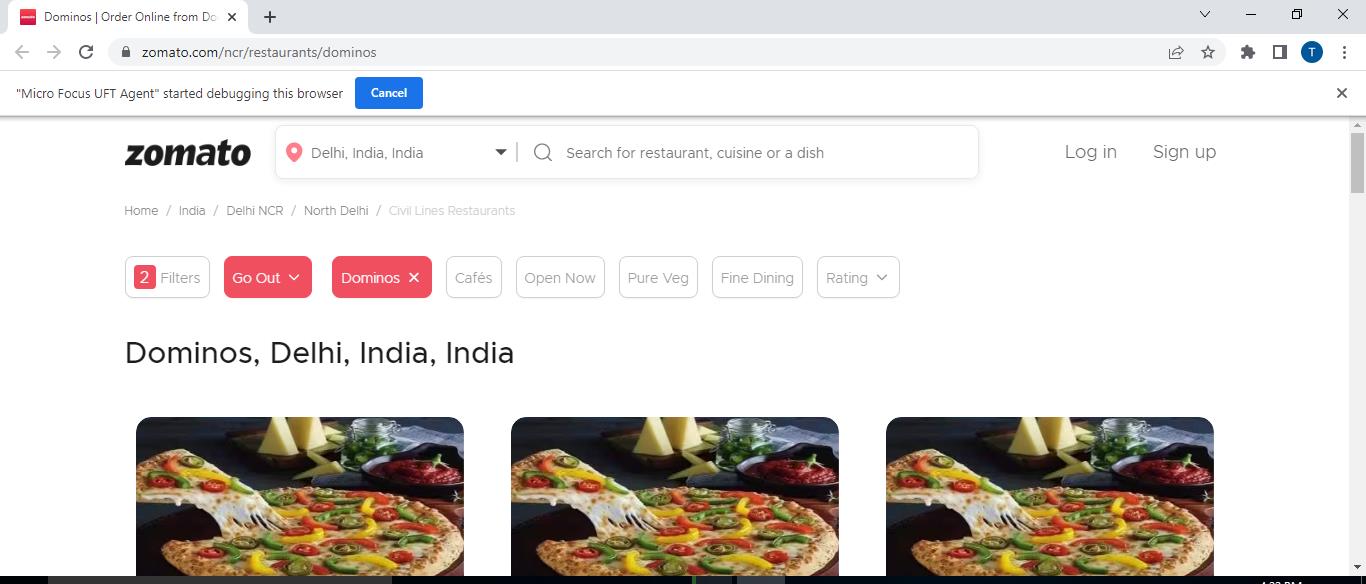 Dominos | Order Online from Do
zomato.com/ncr/restaurants/dominos
T
"Micro Focus UFT Agent" started debugging this browser
Cancel
zomato
Delhi, India, India
Search for restaurant, cuisine or a dish
Log in
Sign up
Home / India / Delhi NCR / North Delhi / Civil Lines Restaurants
2 Filters
Go Out
Dominos
Cafés
Open Now
Pure Veg
Fine Dining
Rating
Dominos, Delhi, India, India